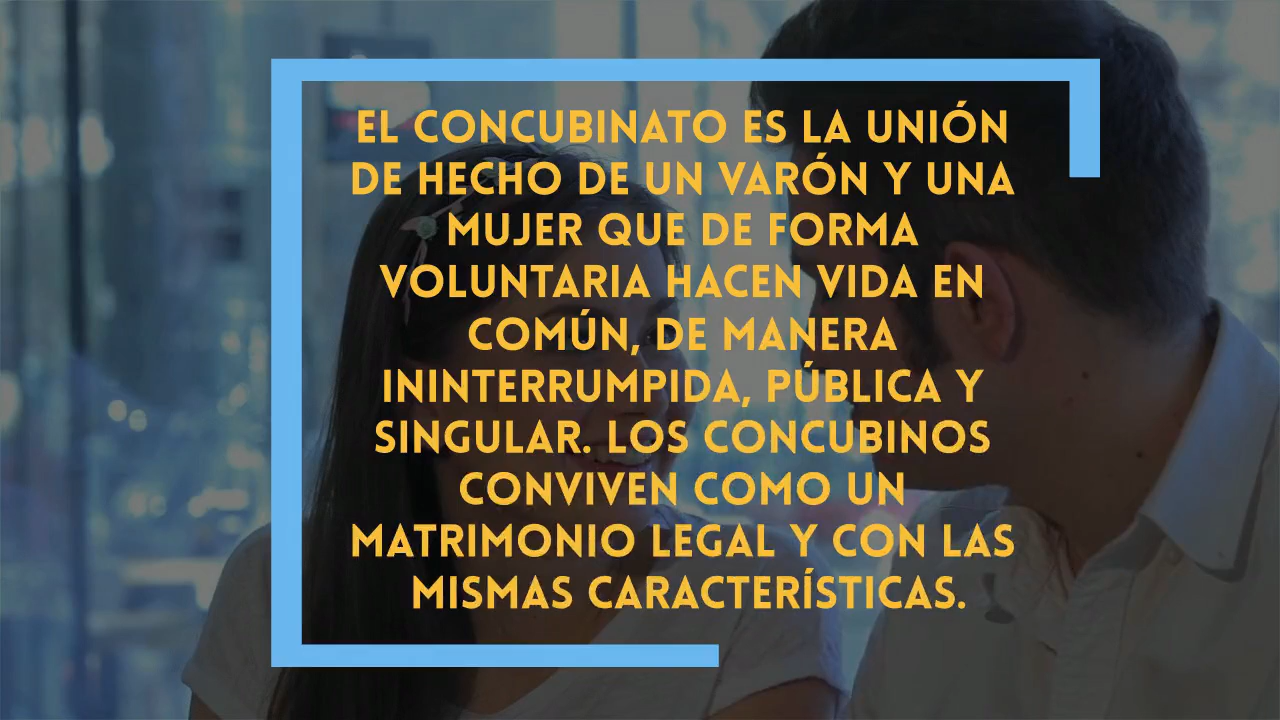 EL CONCUBINATO ES LA UNIÓN
DE HECHO DE UN VARÓN Y UNA
MUJER QUE DE FORMA
VOLUNTARIA HACEN VIDA EN
COMÚN, DE MANERA
ININTERRUMPIDA, PÚBLICA Y
SINGULAR. LOS CONCUBINOS
CONVIVEN COMO UN
MATRIMONIO LEGAL Y CON LAS
MISMAS CARACTERÍSTICAS.